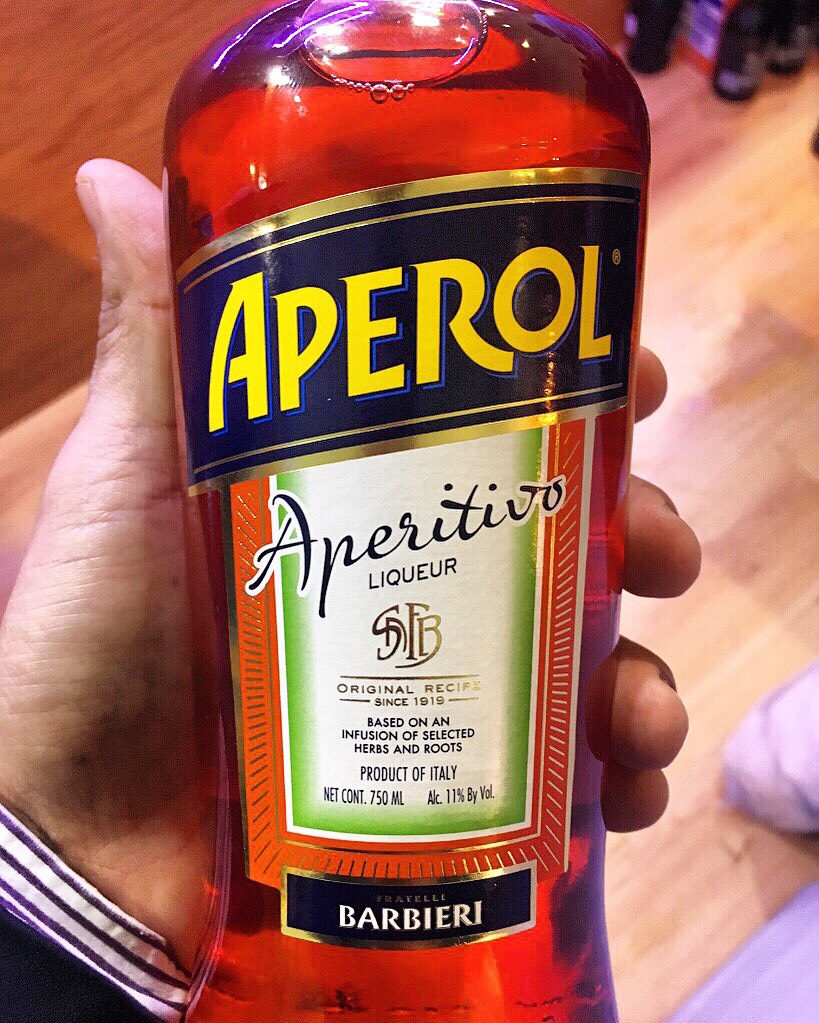 APEROL®
Aperitivo
LIQUEUR
SAFB
ORIGINAL RECIPE
SINCE 1919
BASED ON AN
INFUSION OF SELECTED
HERBS AND ROOTS
PRODUCT OF ITALY
NET CONT. 750 ML Alc. 11% By Vol.
FRATELLI
BARBIERI